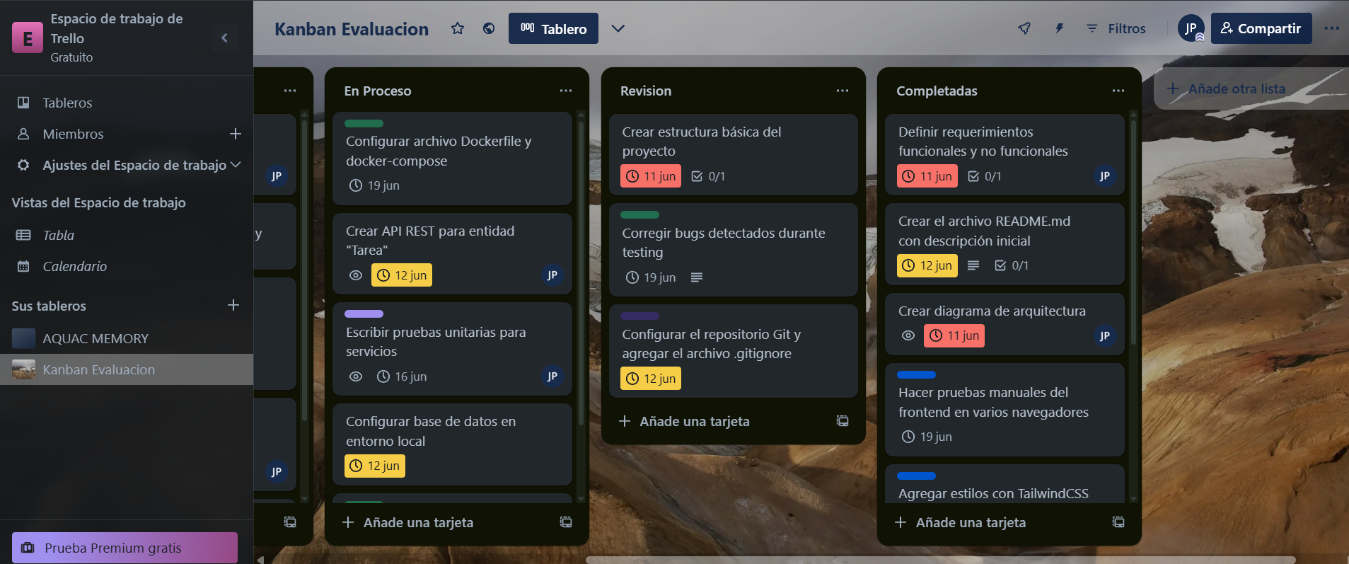 E
Espacio de trabajo de
Trello
Gratuito
Tableros
Miembros
Ajustes del Espacio de trabajo
Vistas del Espacio de trabajo
Tabla
Calendario
Sus tableros
AQUAC MEMORY
Kanban Evaluacion
Prueba Premium gratis
Kanban Evaluacion
Tablero
Filtros
JP
Compartir
JP
y
JP
En Proceso
Configurar archivo Dockerfile y
docker-compose
19 jun
Crear API REST para entidad
"Tarea"
12 jun
JP
Escribir pruebas unitarias para
servicios
16 jun
JP
Configurar base de datos en
entorno local
12 jun
Añade una tarjeta
Revision
Crear estructura básica del
proyecto
11 jun 0/1
Corregir bugs detectados durante
testing
19 jun
Configurar el repositorio Git y
agregar el archivo .gitignore
12 jun
Añade una tarjeta
Completadas
Definir requerimientos
funcionales y no funcionales
11 jun 0/1 JP
Crear el archivo README.md
con descripción inicial
12 jun 0/1
Crear diagrama de arquitectura
11 jun JP
Hacer pruebas manuales del
frontend en varios navegadores
19 jun
Agregar estilos con TailwindCSS
Añade una tarjeta
Añade otra lista